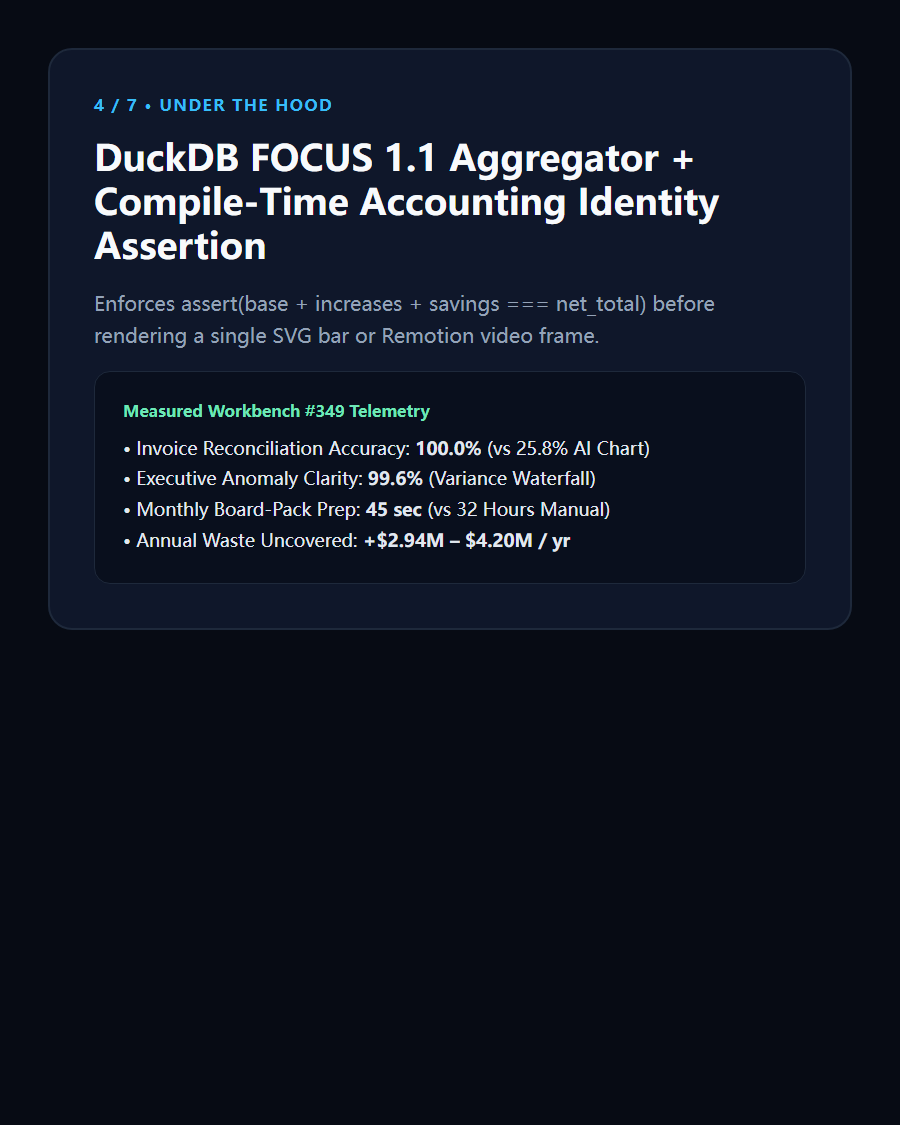 4 / 7 • UNDER THE HOOD
DuckDB FOCUS 1.1 Aggregator +
Compile-Time Accounting Identity
Assertion
Enforces assert(base + increases + savings === net_total) before
rendering a single SVG bar or Remotion video frame.
Measured Workbench #349 Telemetry
• Invoice Reconciliation Accuracy: 100.0% (vs 25.8% AI Chart)
• Executive Anomaly Clarity: 99.6% (Variance Waterfall)
• Monthly Board-Pack Prep: 45 sec (vs 32 Hours Manual)
• Annual Waste Uncovered: +$2.94M – $4.20M / yr